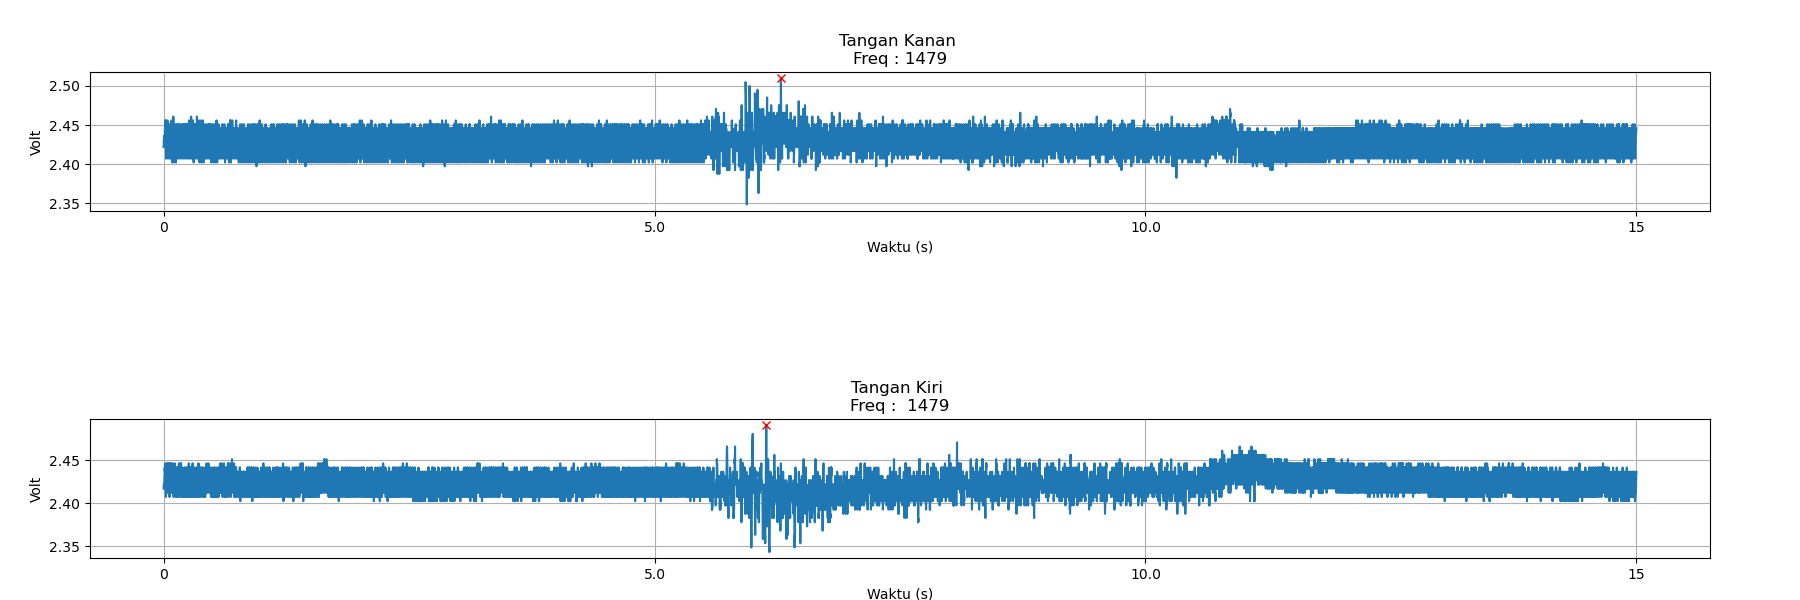 Tangan Kanan
Freq : 1479
2.50
2.45
2.40
2.35
Volt
0
5.0
10.0
15
Waktu (s)
Tangan Kiri
Freq :  1479
2.45
2.40
2.35
Volt
0
5.0
10.0
15
Waktu (s)